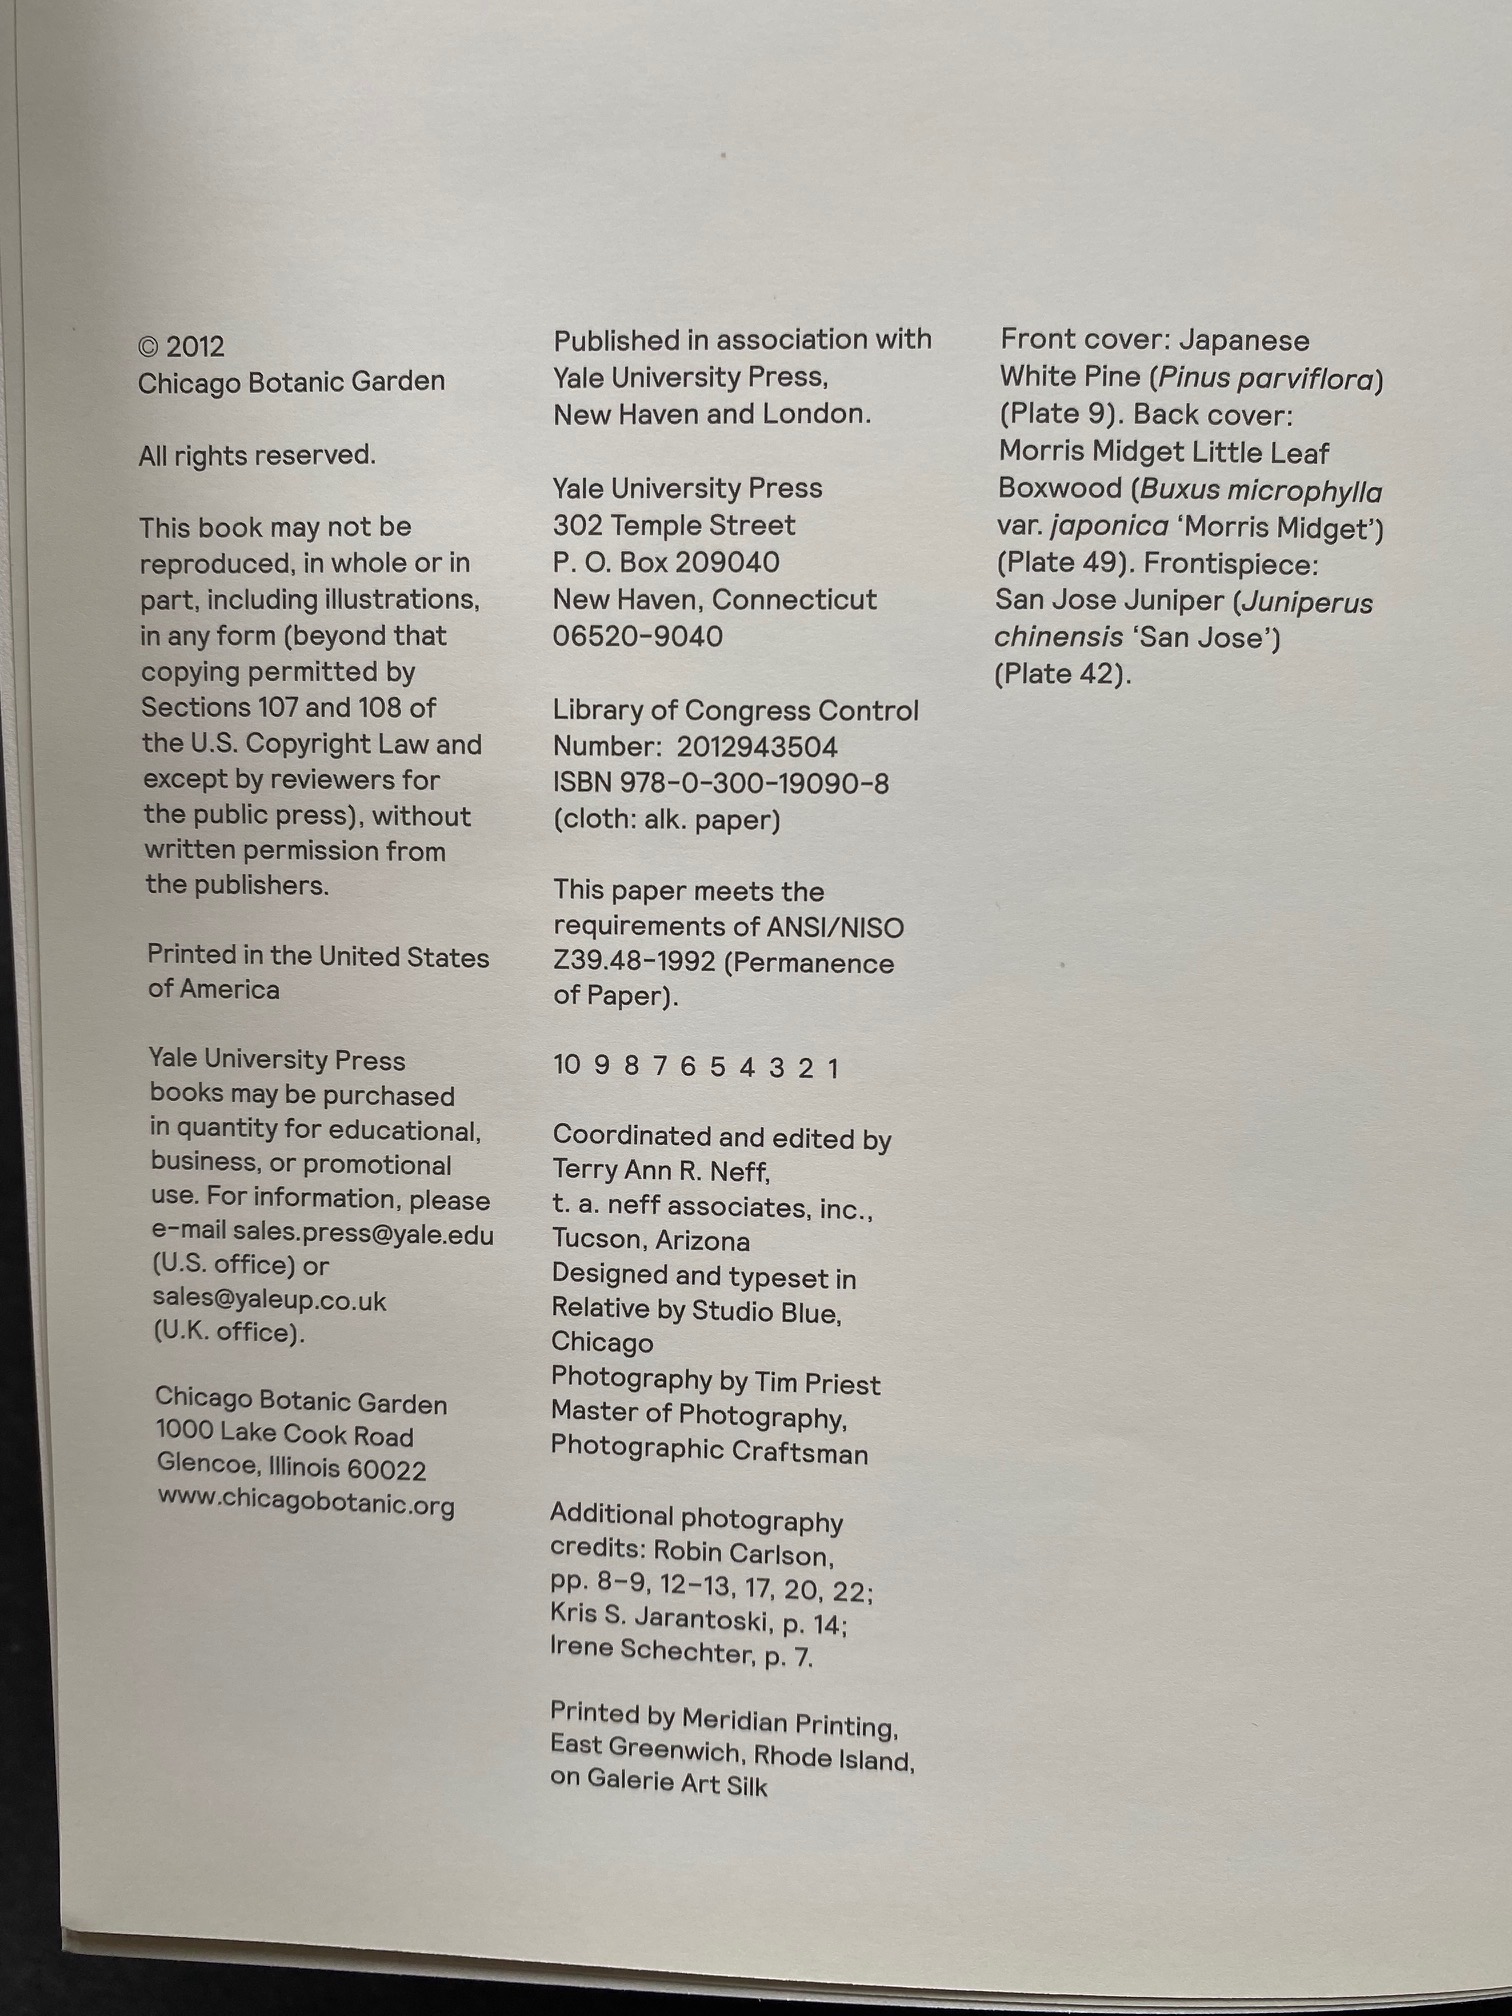 © 2012
Chicago Botanic Garden
All rights reserved.
This book may not be
reproduced, in whole or in
part, including illustrations,
in any form (beyond that
copying permitted by
Sections 107 and 108 of
the U.S. Copyright Law and
except by reviewers for
the public press), without
written permission from
the publishers.
Printed in the United States
of America
Yale University Press
books may be purchased
in quantity for educational,
business, or promotional
use. For information, please
e-mail sales.press@yale.edu
(U.S. office) or
sales@yaleup.co.uk
(U.K. office).
Chicago Botanic Garden
1000 Lake Cook Road
Glencoe, Illinois 60022
www.chicagobotanic.org
Published in association with
Yale University Press,
New Haven and London.
Yale University Press
302 Temple Street
P. O. Box 209040
New Haven, Connecticut
06520-9040
Library of Congress Control
Number: 2012943504
ISBN 978-0-300-19090-8
(cloth: alk. paper)
This paper meets the
requirements of ANSI/NISO
Z39.48-1992 (Permanence
of Paper).
10 9 8 7 6 5 4 3 2 1
Coordinated and edited by
Terry Ann R. Neff,
t. a. neff associates, inc.,
Tucson, Arizona
Designed and typeset in
Relative by Studio Blue,
Chicago
Photography by Tim Priest
Master of Photography,
Photographic Craftsman
Additional photography
credits: Robin Carlson,
pp. 8–9, 12–13, 17, 20, 22;
Kris S. Jarantoski, p. 14;
Irene Schechter, p. 7.
Printed by Meridian Printing,
East Greenwich, Rhode Island,
on Galerie Art Silk
Front cover: Japanese
White Pine (Pinus parviflora)
(Plate 9). Back cover:
Morris Midget Little Leaf
Boxwood (Buxus microphylla
var. japonica ‘Morris Midget’)
(Plate 49). Frontispiece:
San Jose Juniper (Juniperus
chinensis ‘San Jose’)
(Plate 42).